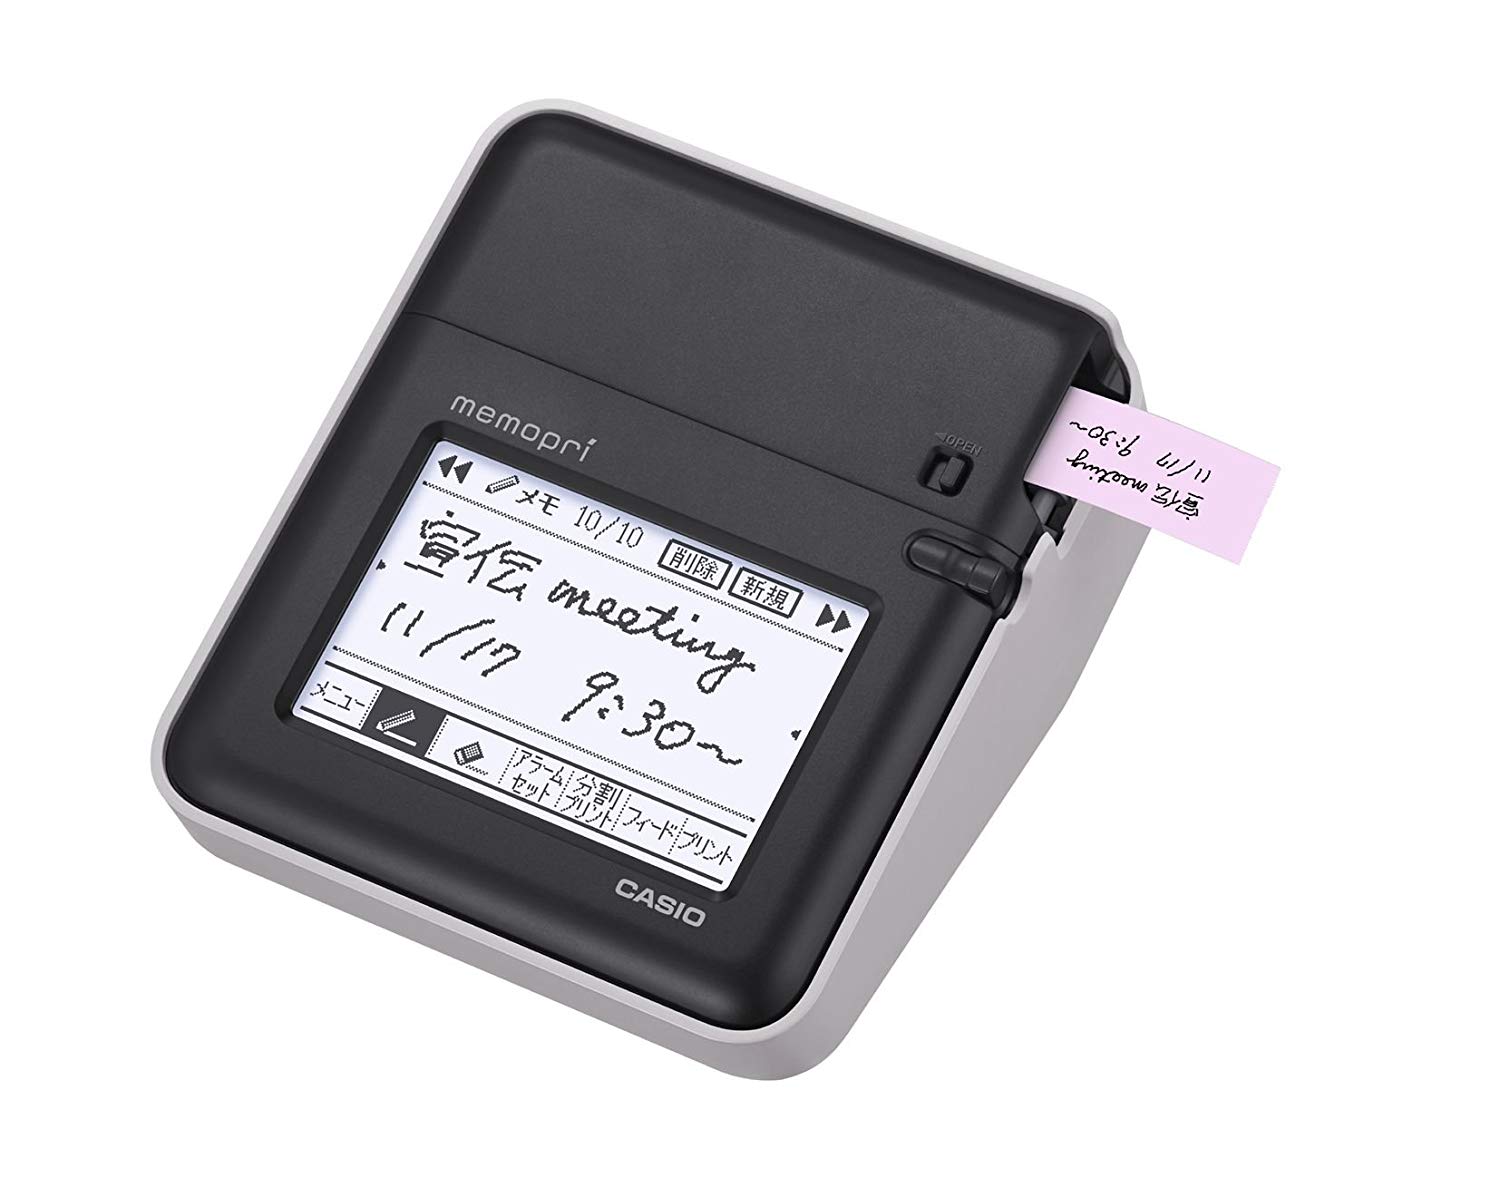 memopri
◀OPEN
メモ 10/10 削除 新規
宣伝 meeting
11/17 9:30~
メニュー アラームセット 分割プリント フィード プリント
CASIO
宣伝 meeting
11/17 9:30~